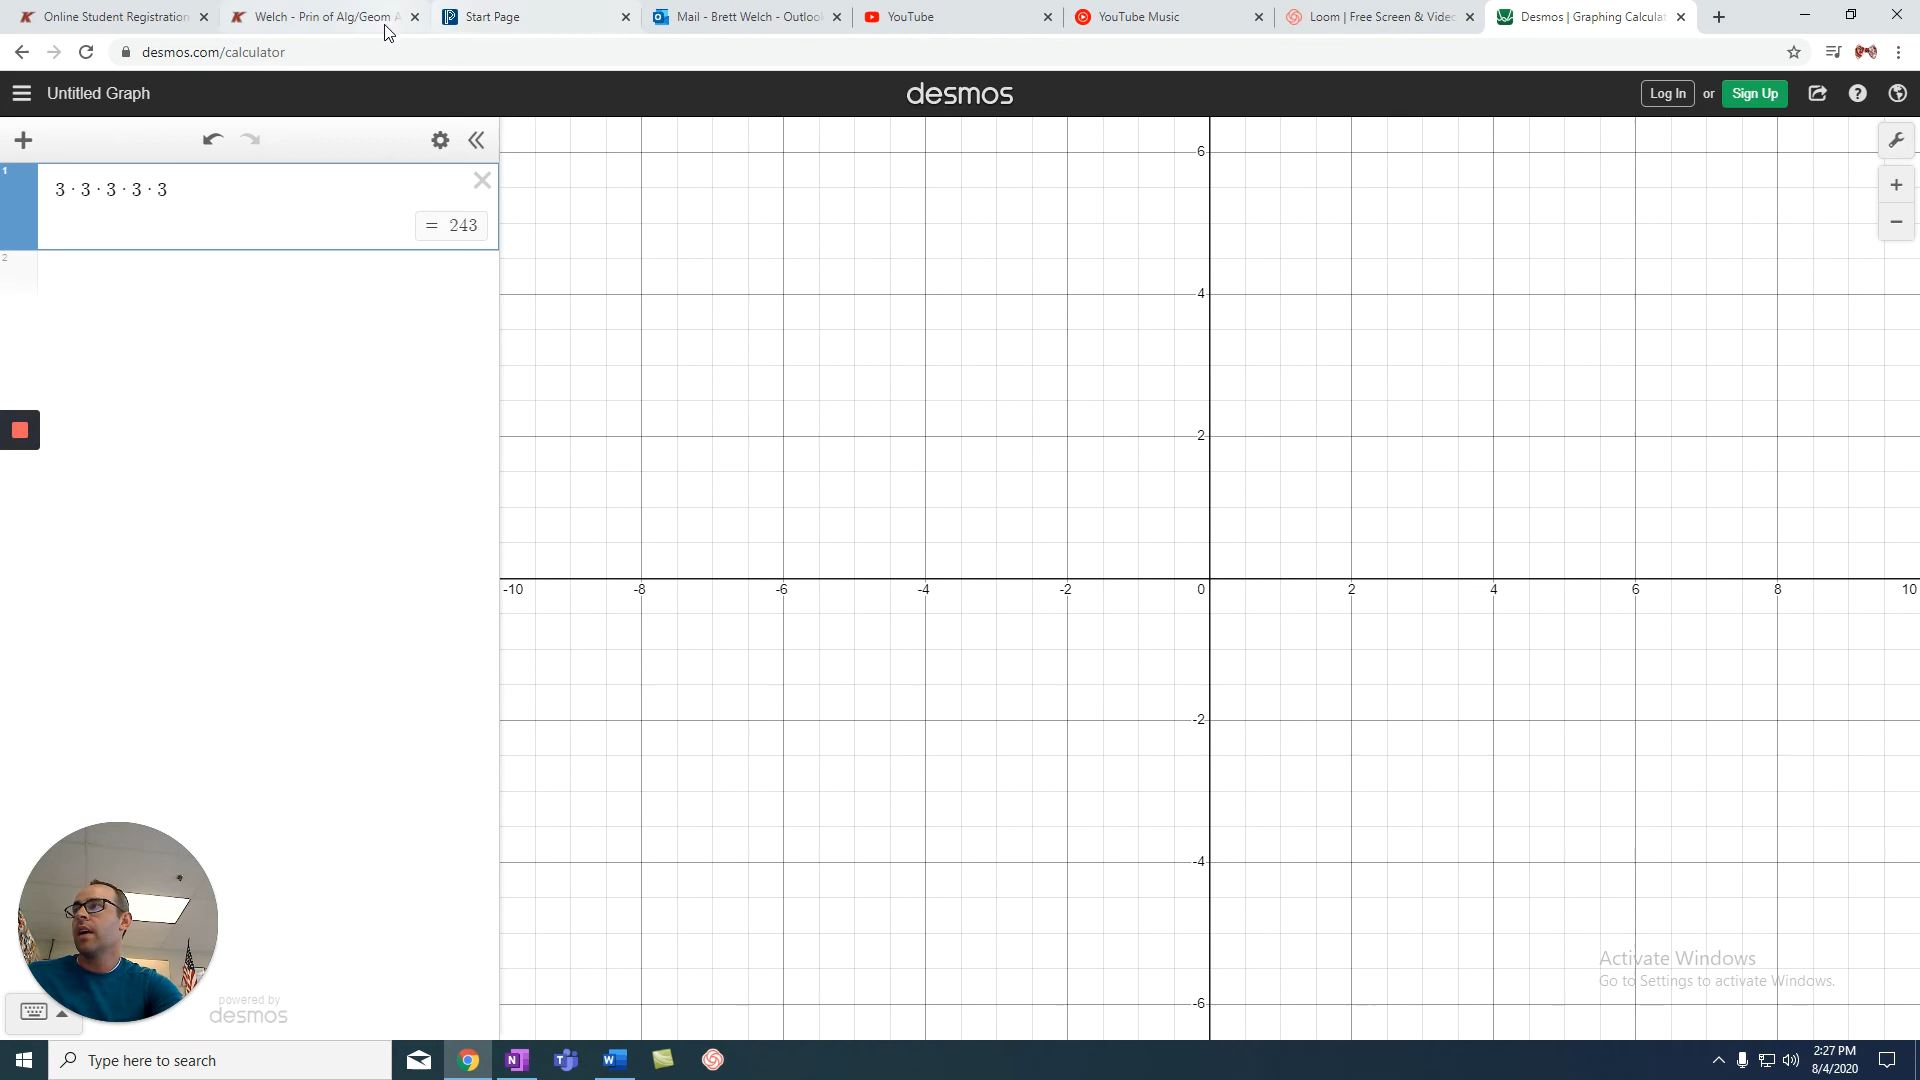 Online Student Registration
Welch - Prin of Alg/Geom A
Start Page
Mail - Brett Welch - Outlook
YouTube
YouTube Music
Loom | Free Screen & Video
Desmos | Graphing Calculat
desmos.com/calculator
Untitled Graph
desmos
Log In or Sign Up
1
3 · 3 · 3 · 3 · 3
= 243
2
6
4
2
-10 -8 -6 -4 -2 0 2 4 6 8 10
-2
-4
-6
Activate Windows
Go to Settings to activate Windows.
powered by
desmos
Type here to search
2:27 PM
8/4/2020